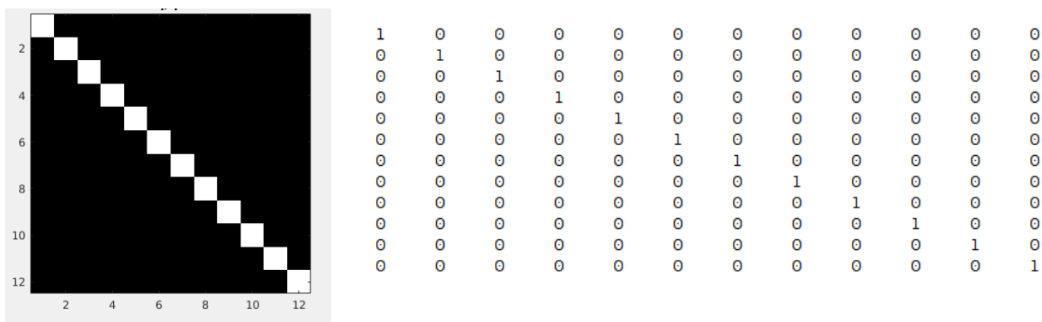 2
4
6
8
10
12
2 4 6 8 10 12
1 0 0 0 0 0 0 0 0 0 0 0
0 1 0 0 0 0 0 0 0 0 0 0
0 0 1 0 0 0 0 0 0 0 0 0
0 0 0 1 0 0 0 0 0 0 0 0
0 0 0 0 1 0 0 0 0 0 0 0
0 0 0 0 0 1 0 0 0 0 0 0
0 0 0 0 0 0 1 0 0 0 0 0
0 0 0 0 0 0 0 1 0 0 0 0
0 0 0 0 0 0 0 0 1 0 0 0
0 0 0 0 0 0 0 0 0 1 0 0
0 0 0 0 0 0 0 0 0 0 1 0
0 0 0 0 0 0 0 0 0 0 0 1